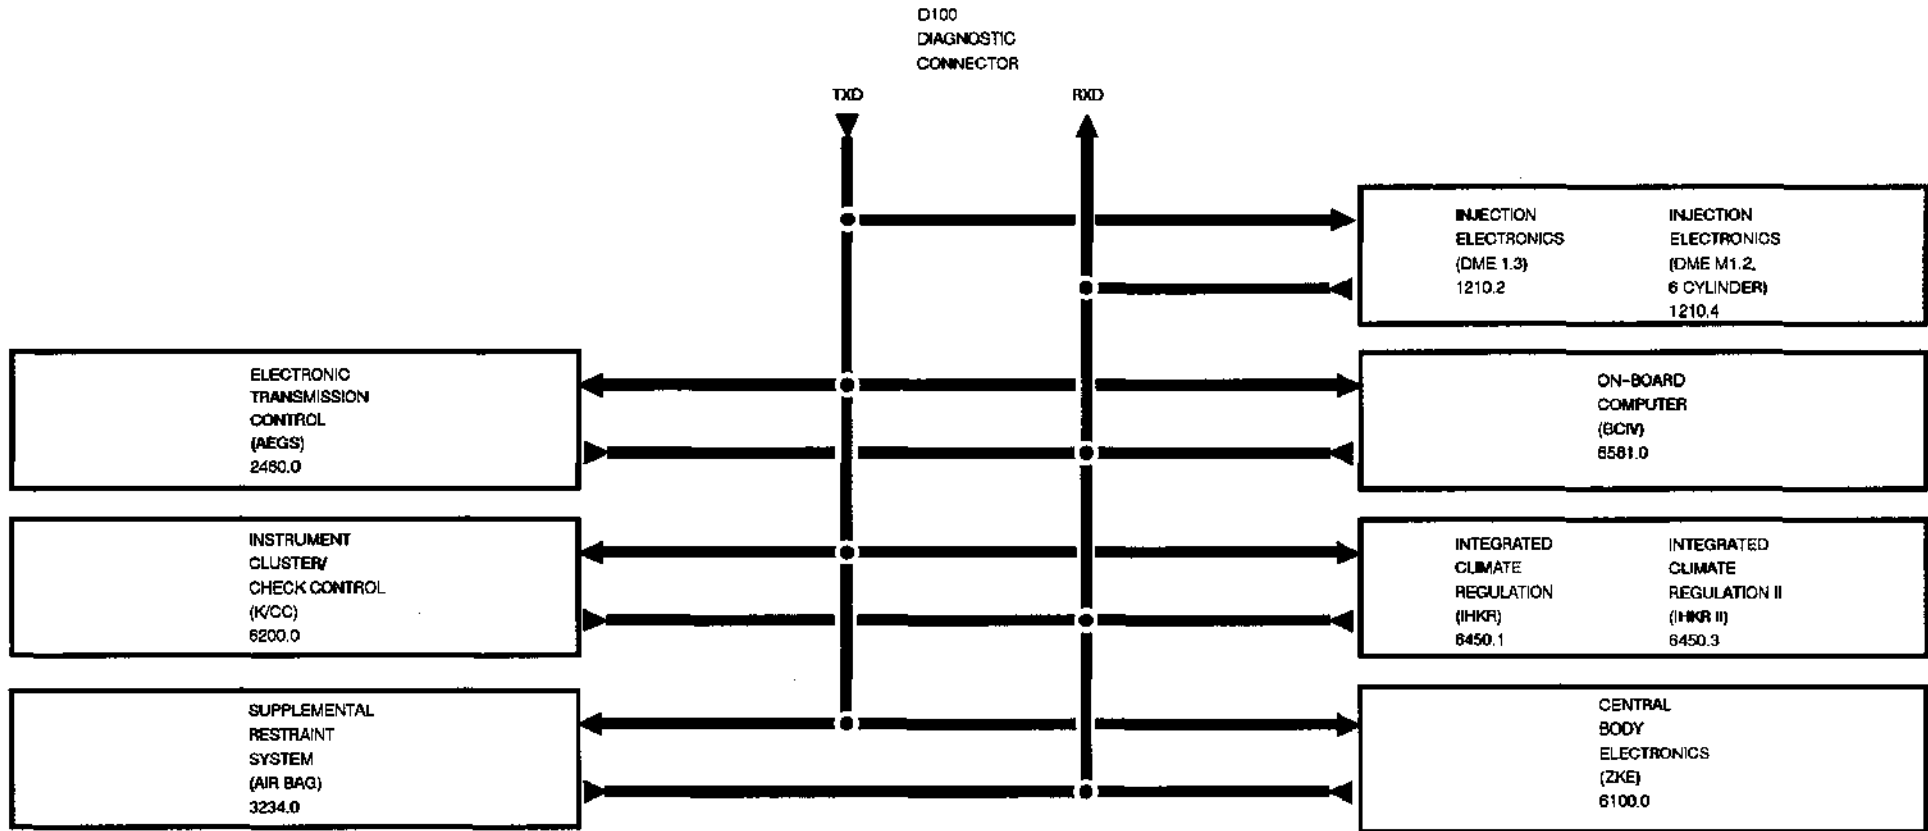 D100
DIAGNOSTIC
CONNECTOR
TXD
RXD
INJECTION
ELECTRONICS
(DME 1.3)
1210.2
INJECTION
ELECTRONICS
(DME M1.2,
6 CYLINDER)
1210.4
ELECTRONIC
TRANSMISSION
CONTROL
(AEGS)
2460.0
ON-BOARD
COMPUTER
(BCIV)
6581.0
INSTRUMENT
CLUSTER/
CHECK CONTROL
(K/CC)
6200.0
INTEGRATED
CLIMATE
REGULATION
(IHKR)
6450.1
INTEGRATED
CLIMATE
REGULATION II
(IHKR II)
6450.3
SUPPLEMENTAL
RESTRAINT
SYSTEM
(AIR BAG)
3234.0
CENTRAL
BODY
ELECTRONICS
(ZKE)
6100.0